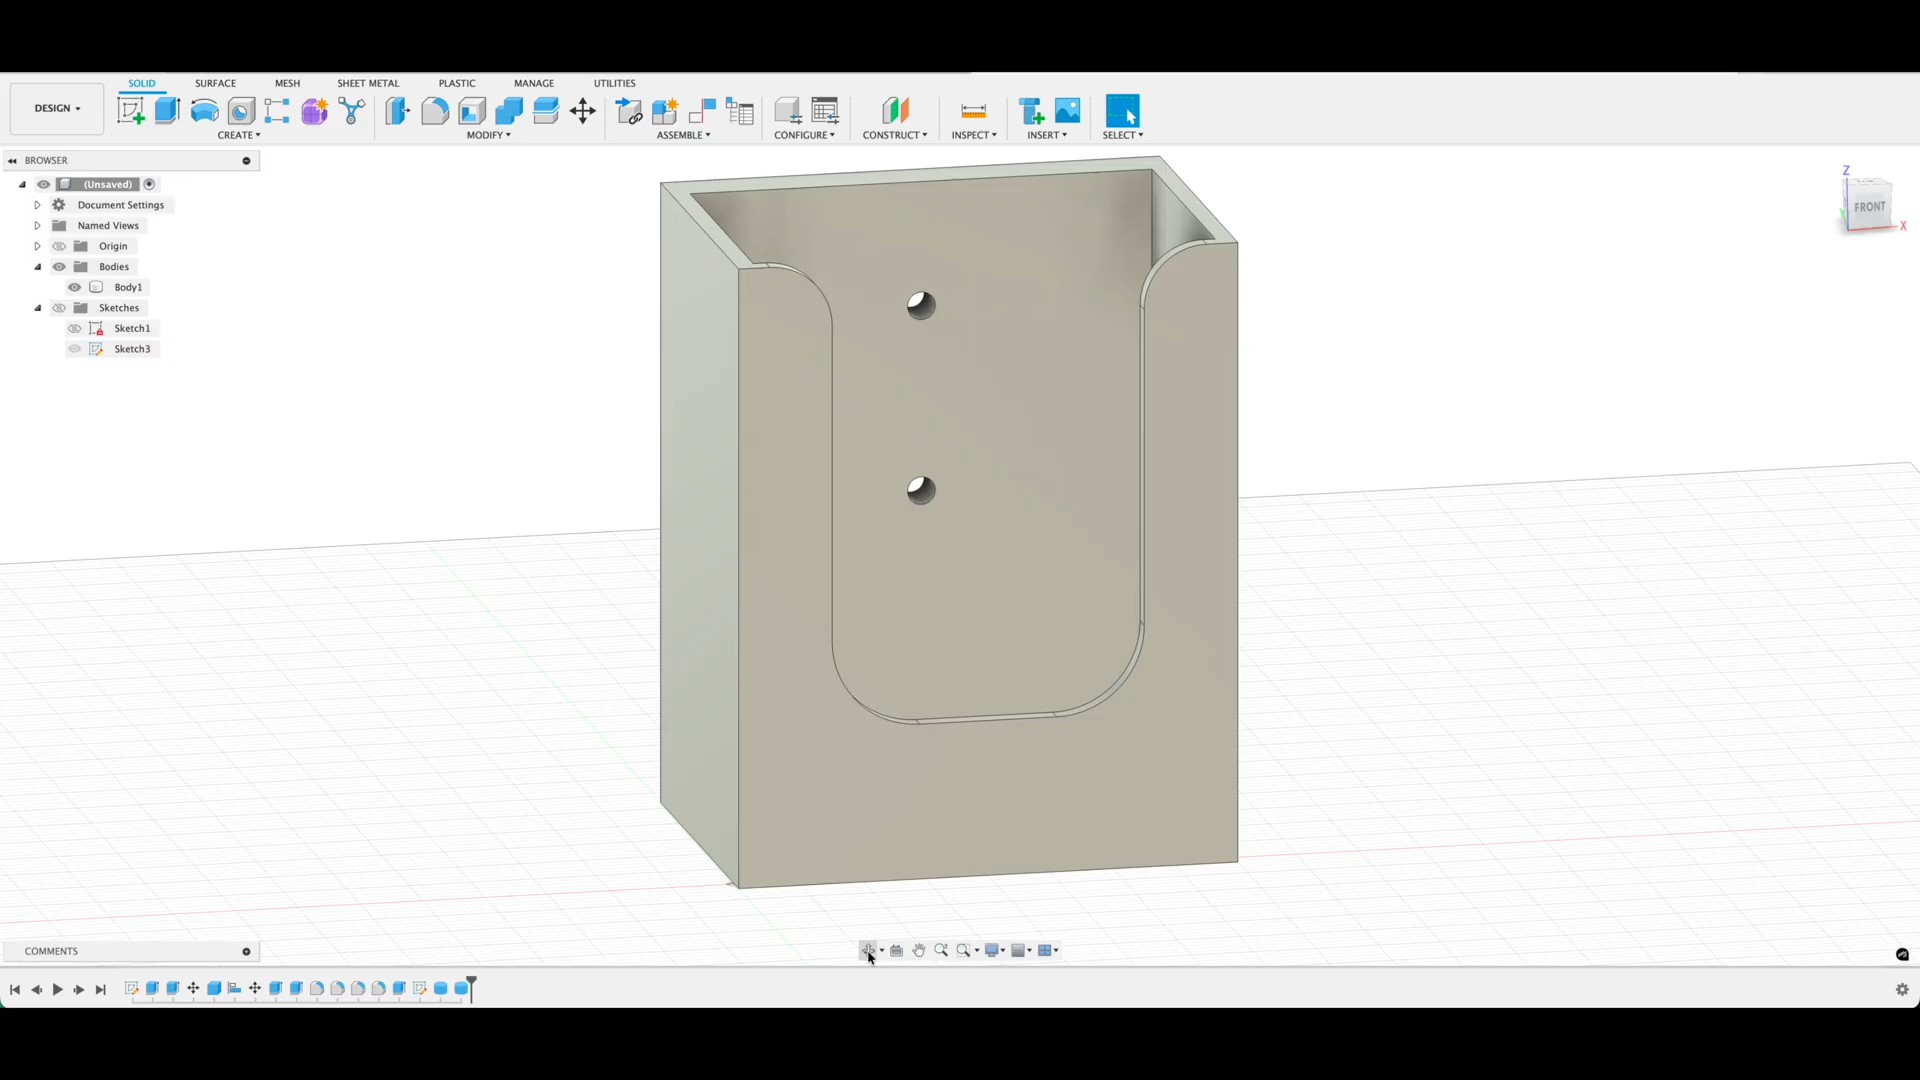 SOLID SURFACE MESH SHEET METAL PLASTIC MANAGE UTILITIES
DESIGN
CREATE MODIFY ASSEMBLE CONFIGURE CONSTRUCT INSPECT INSERT SELECT
BROWSER
(Unsaved)
Document Settings
Named Views
Origin
Bodies
Body1
Sketches
Sketch1
Sketch3
Z
FRONT
X
COMMENTS